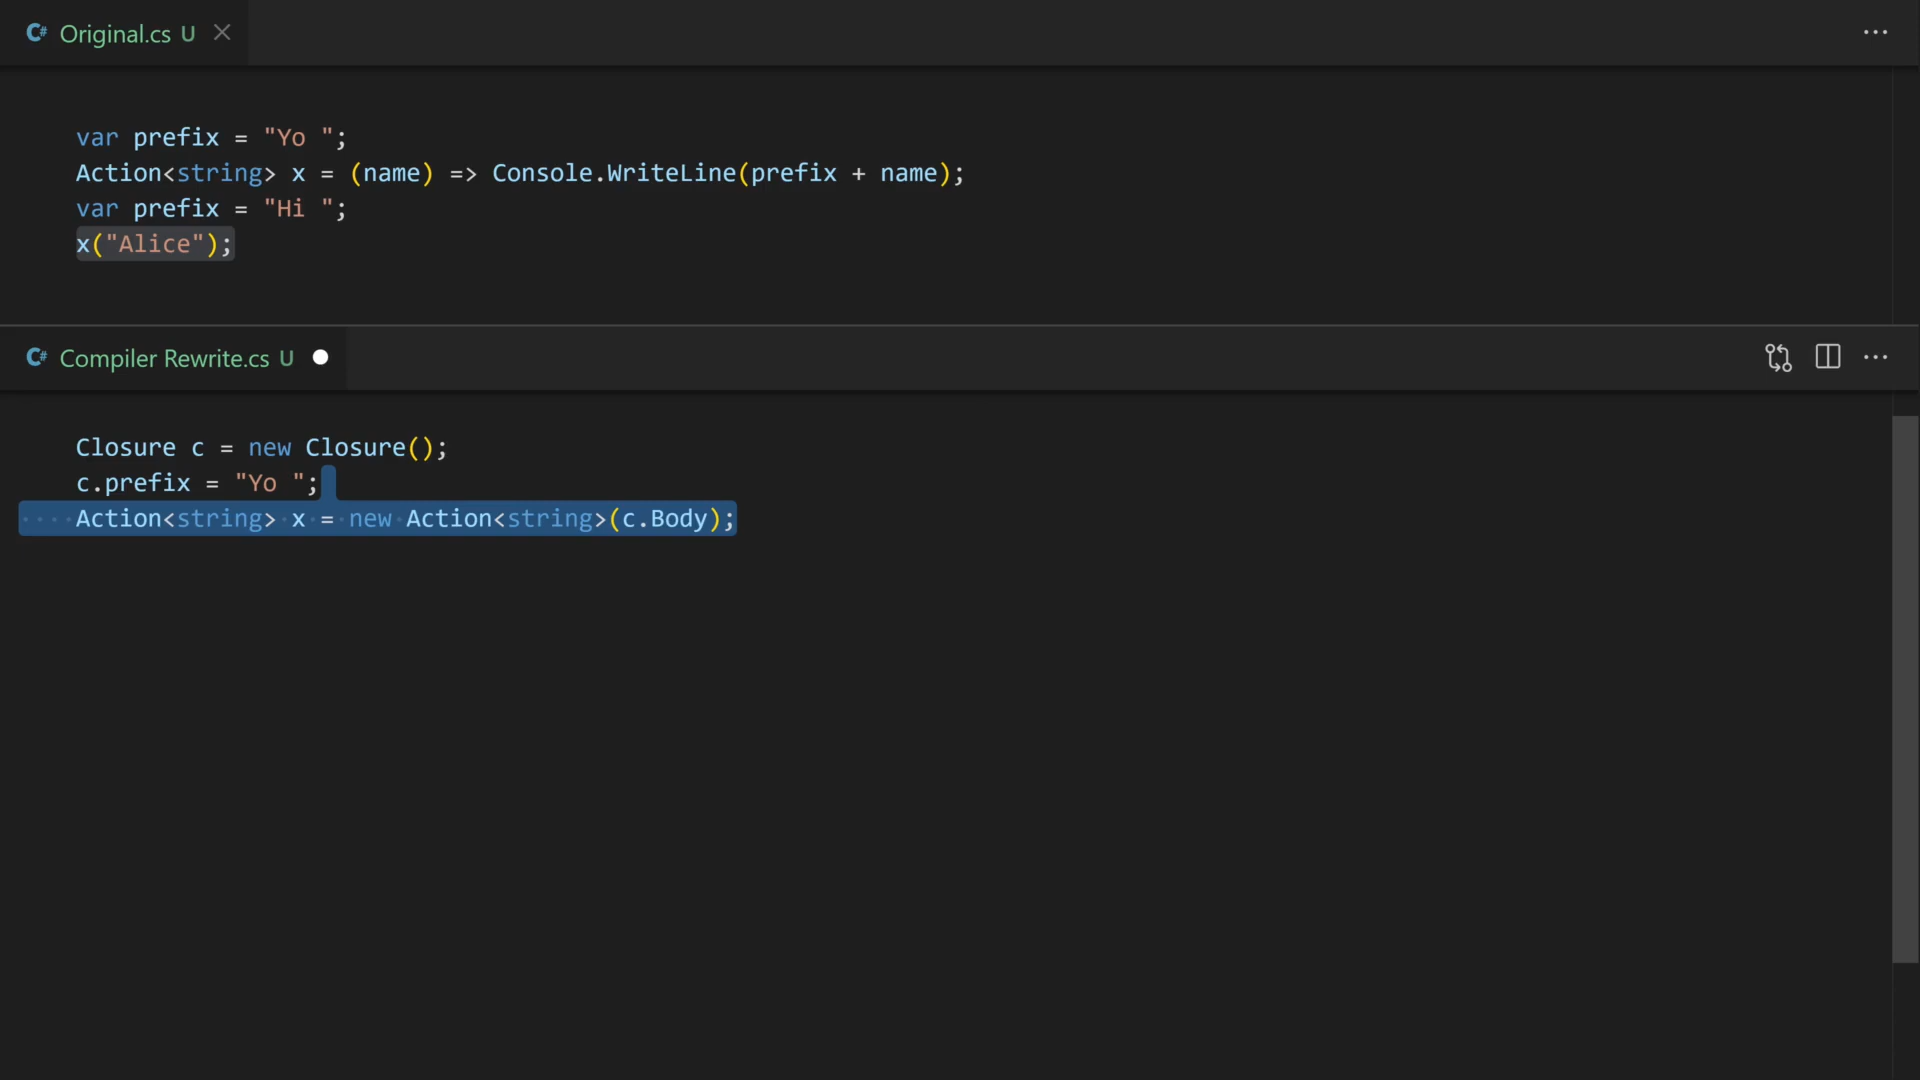 C# Original.cs U
var prefix = "Yo ";
Action<string> x = (name) => Console.WriteLine(prefix + name);
var prefix = "Hi ";
x("Alice");
C# Compiler Rewrite.cs U
Closure c = new Closure();
c.prefix = "Yo ";
Action<string> x = new Action<string>(c.Body);